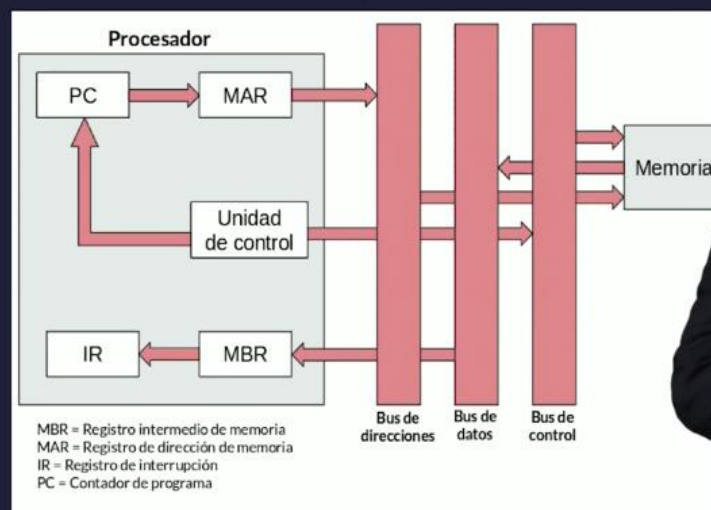 Procesador
PC
MAR
Memoria
Unidad
de control
IR
MBR
Bus de
direcciones
Bus de
datos
Bus de
control
MBR = Registro intermedio de memoria
MAR = Registro de dirección de memoria
IR = Registro de interrupción
PC = Contador de programa